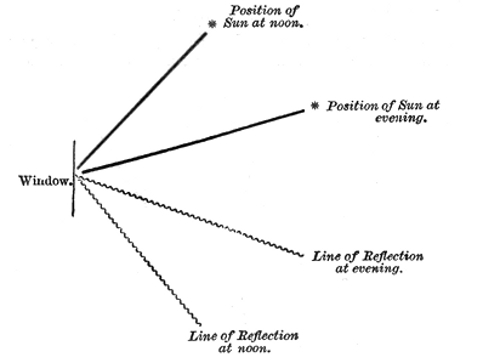 Position of
* Sun at noon.
* Position of Sun at
evening.
Window.
Line of Reflection
at evening.
Line of Reflection
at noon.